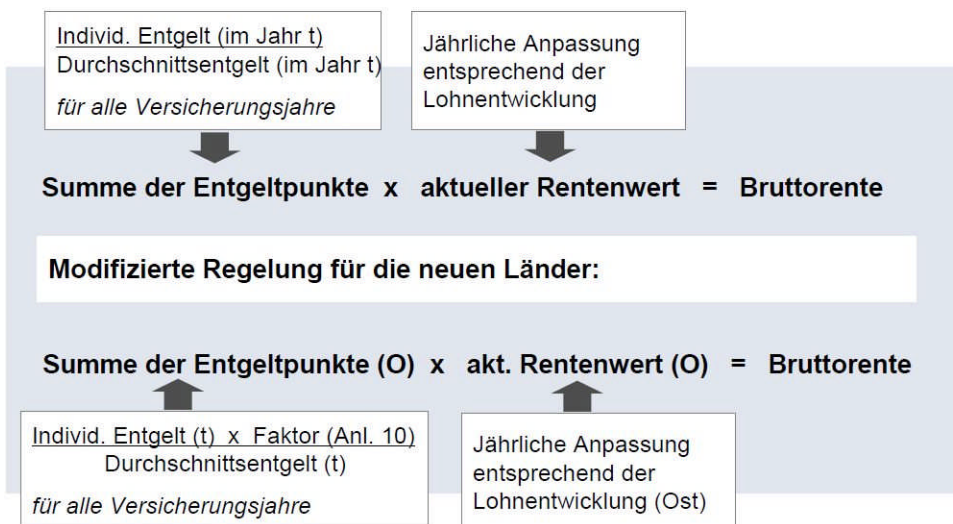 Individ. Entgelt (im Jahr t)
Durchschnittsentgelt (im Jahr t)
für alle Versicherungsjahre
Jährliche Anpassung
entsprechend der
Lohnentwicklung
Summe der Entgeltpunkte x aktueller Rentenwert = Bruttorente
Modifizierte Regelung für die neuen Länder:
Summe der Entgeltpunkte (O) x akt. Rentenwert (O) = Bruttorente
Individ. Entgelt (t) x Faktor (Anl. 10)
Durchschnittsentgelt (t)
für alle Versicherungsjahre
Jährliche Anpassung
entsprechend der
Lohnentwicklung (Ost)